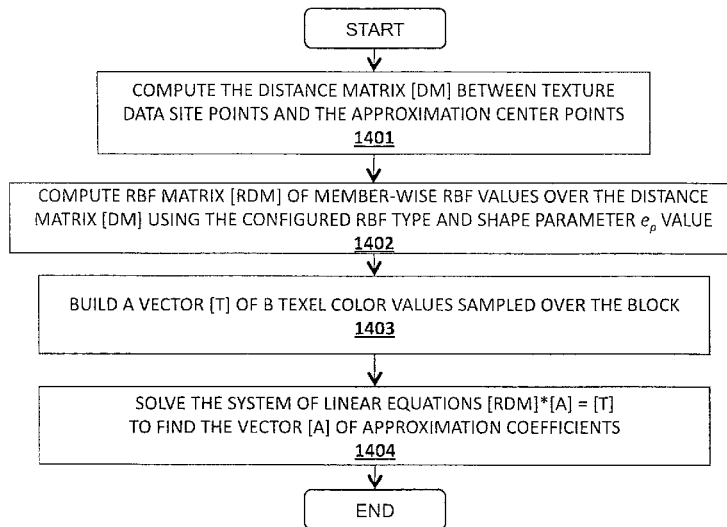 START
COMPUTE THE DISTANCE MATRIX [DM] BETWEEN TEXTURE
DATA SITE POINTS AND THE APPROXIMATION CENTER POINTS
1401
COMPUTE RBF MATRIX [RDM] OF MEMBER-WISE RBF VALUES OVER THE DISTANCE
MATRIX [DM] USING THE CONFIGURED RBF TYPE AND SHAPE PARAMETER eₚ VALUE
1402
BUILD A VECTOR [T] OF B TEXEL COLOR VALUES SAMPLED OVER THE BLOCK
1403
SOLVE THE SYSTEM OF LINEAR EQUATIONS [RDM]*[A] = [T]
TO FIND THE VECTOR [A] OF APPROXIMATION COEFFICIENTS
1404
END